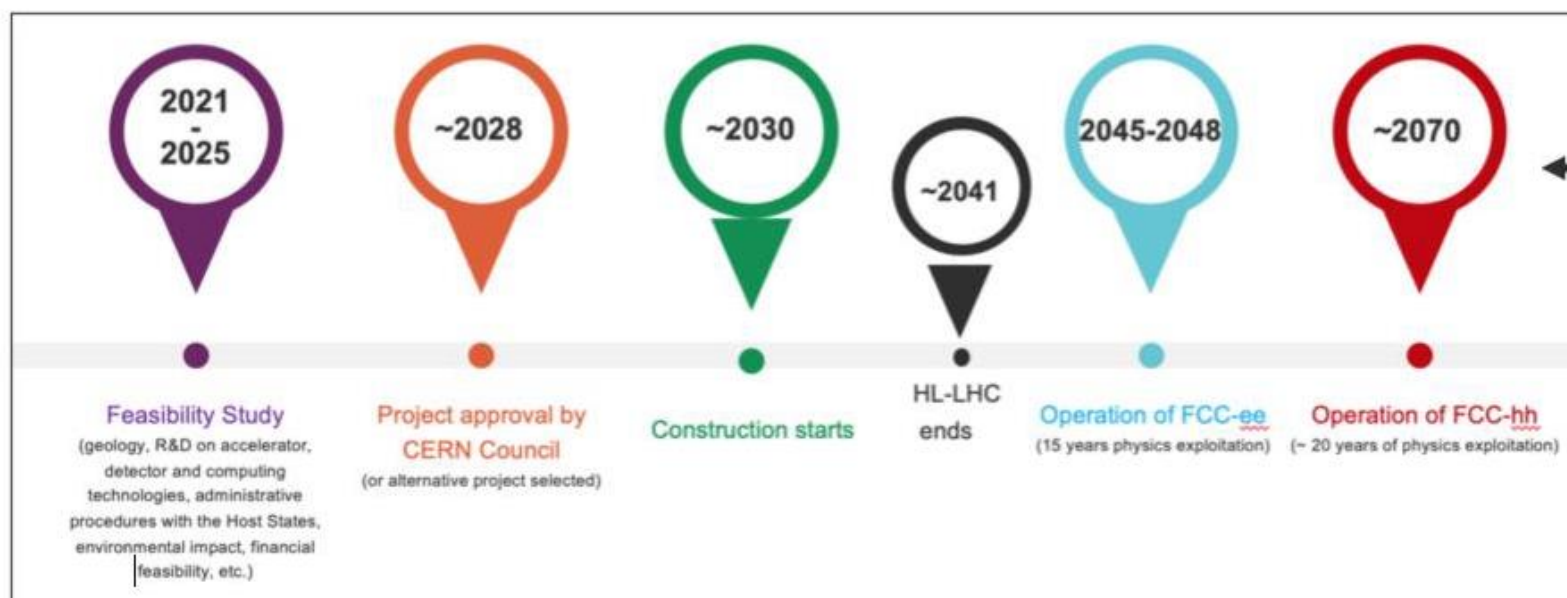 2021
-
2025
~2028
~2030
~2041
2045-2048
~2070
Feasibility Study
(geology, R&D on accelerator,
detector and computing
technologies, administrative
procedures with the Host States,
environmental impact, financial
feasibility, etc.)
Project approval by
CERN Council
(or alternative project selected)
Construction starts
HL-LHC
ends
Operation of FCC-ee
(15 years physics exploitation)
Operation of FCC-hh
(~ 20 years of physics exploitation)